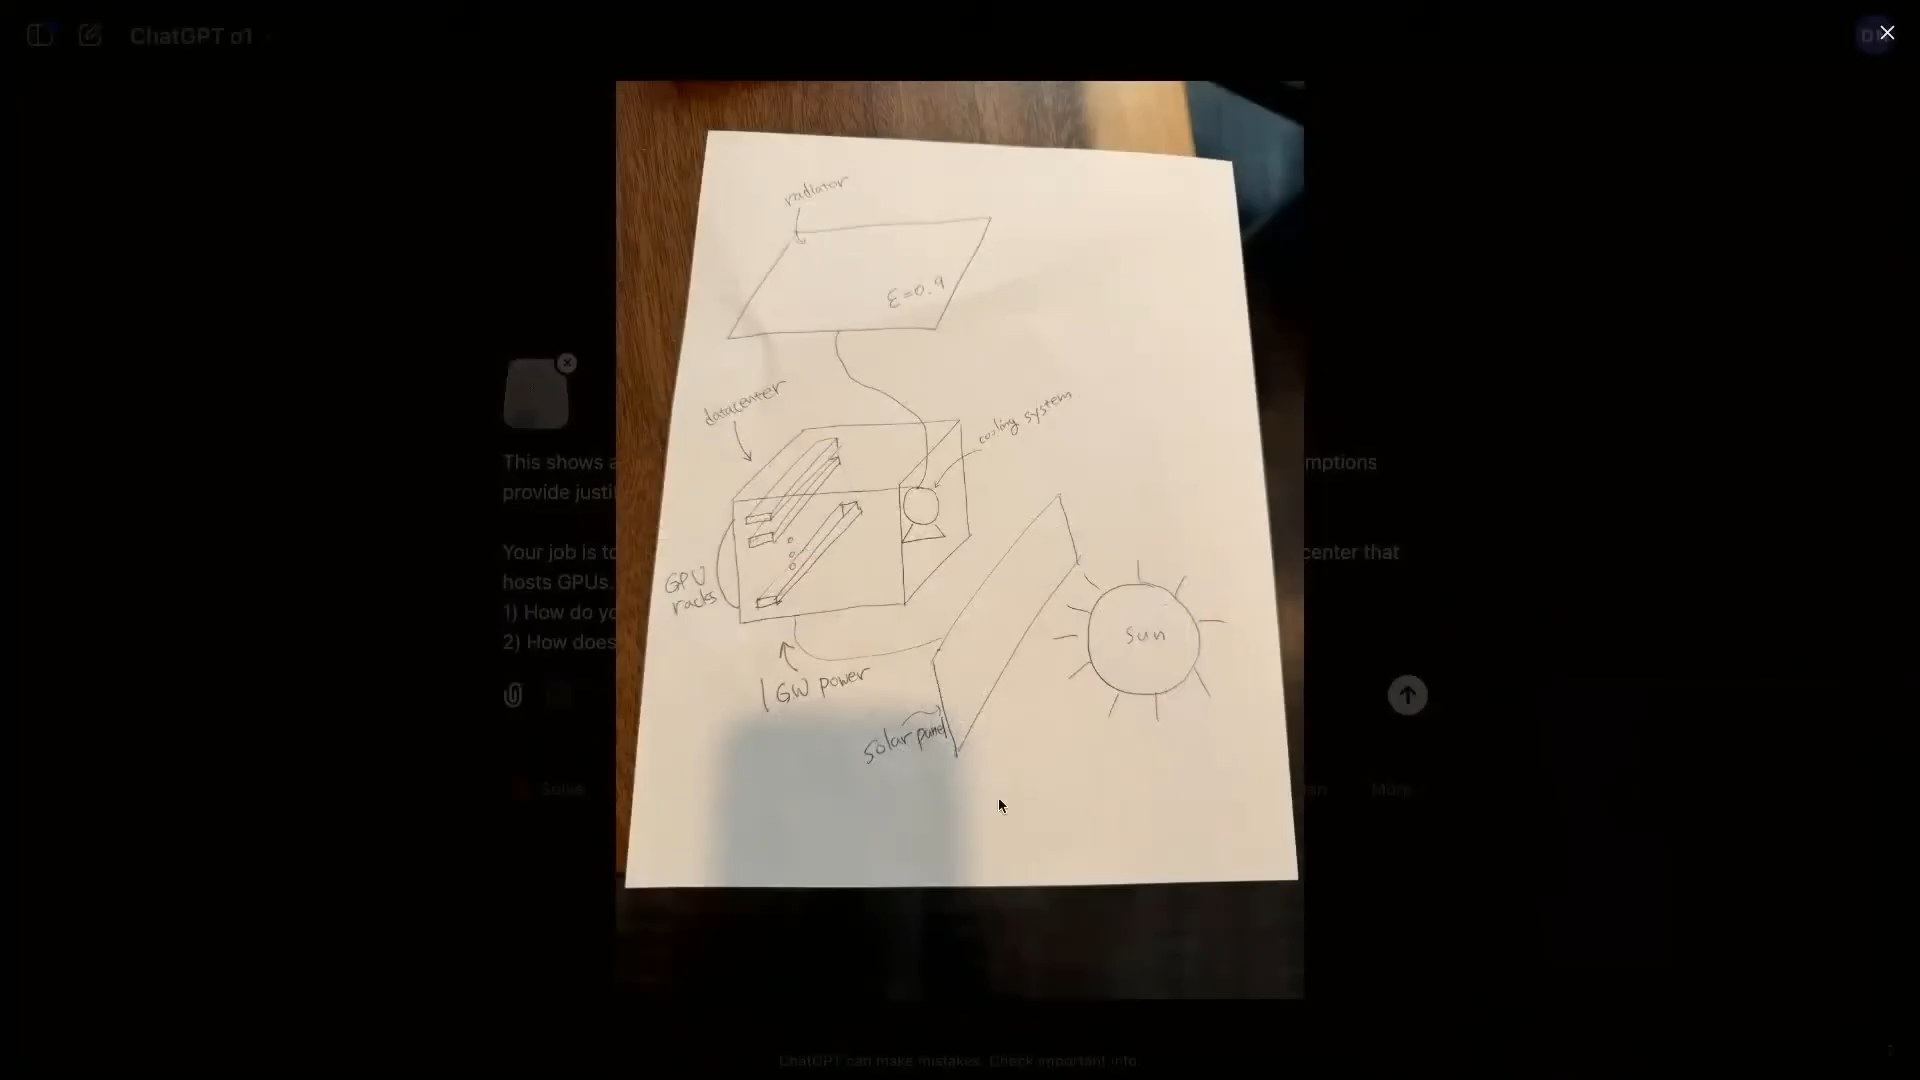 ChatGPT o1
radiator
ε=0.9
datacenter
cooling system
GPU
racks
1 GW power
solar panel
Sun
This shows a
mptions
provide justi
Your job is to
center that
hosts GPUs.
1) How do yo
2) How does
Solve
More
ChatGPT can make mistakes. Check important info.